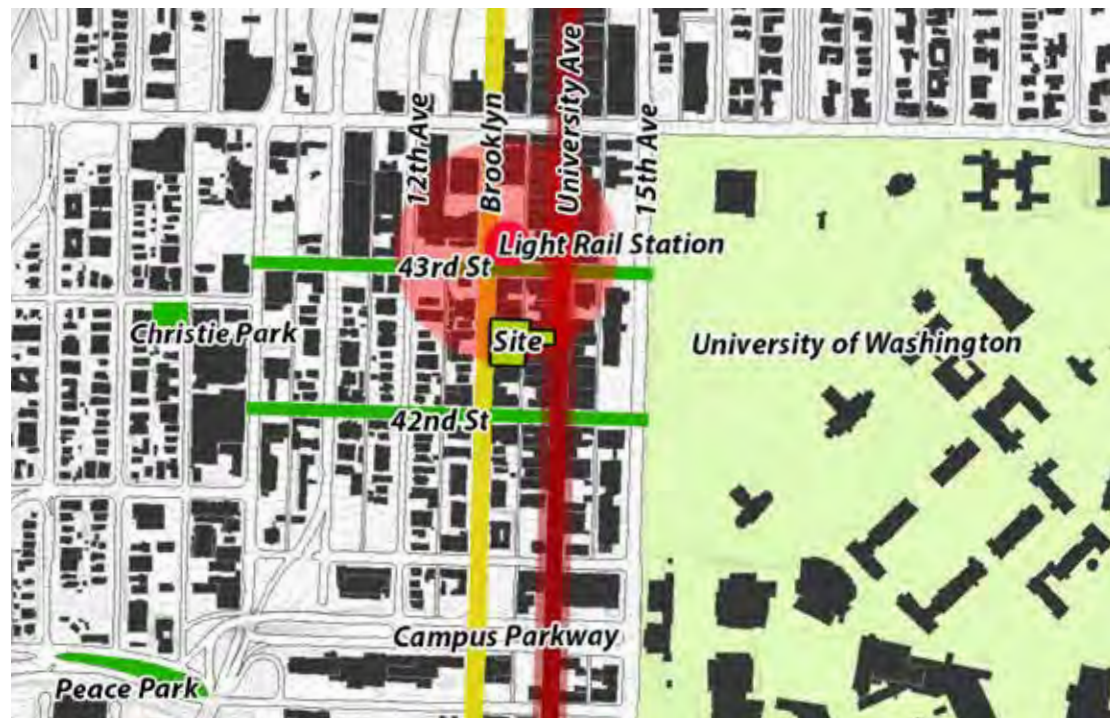 12th Ave
Brooklyn
University Ave
15th Ave
Light Rail Station
43rd St
Christie Park
Site
University of Washington
42nd St
Campus Parkway
Peace Park